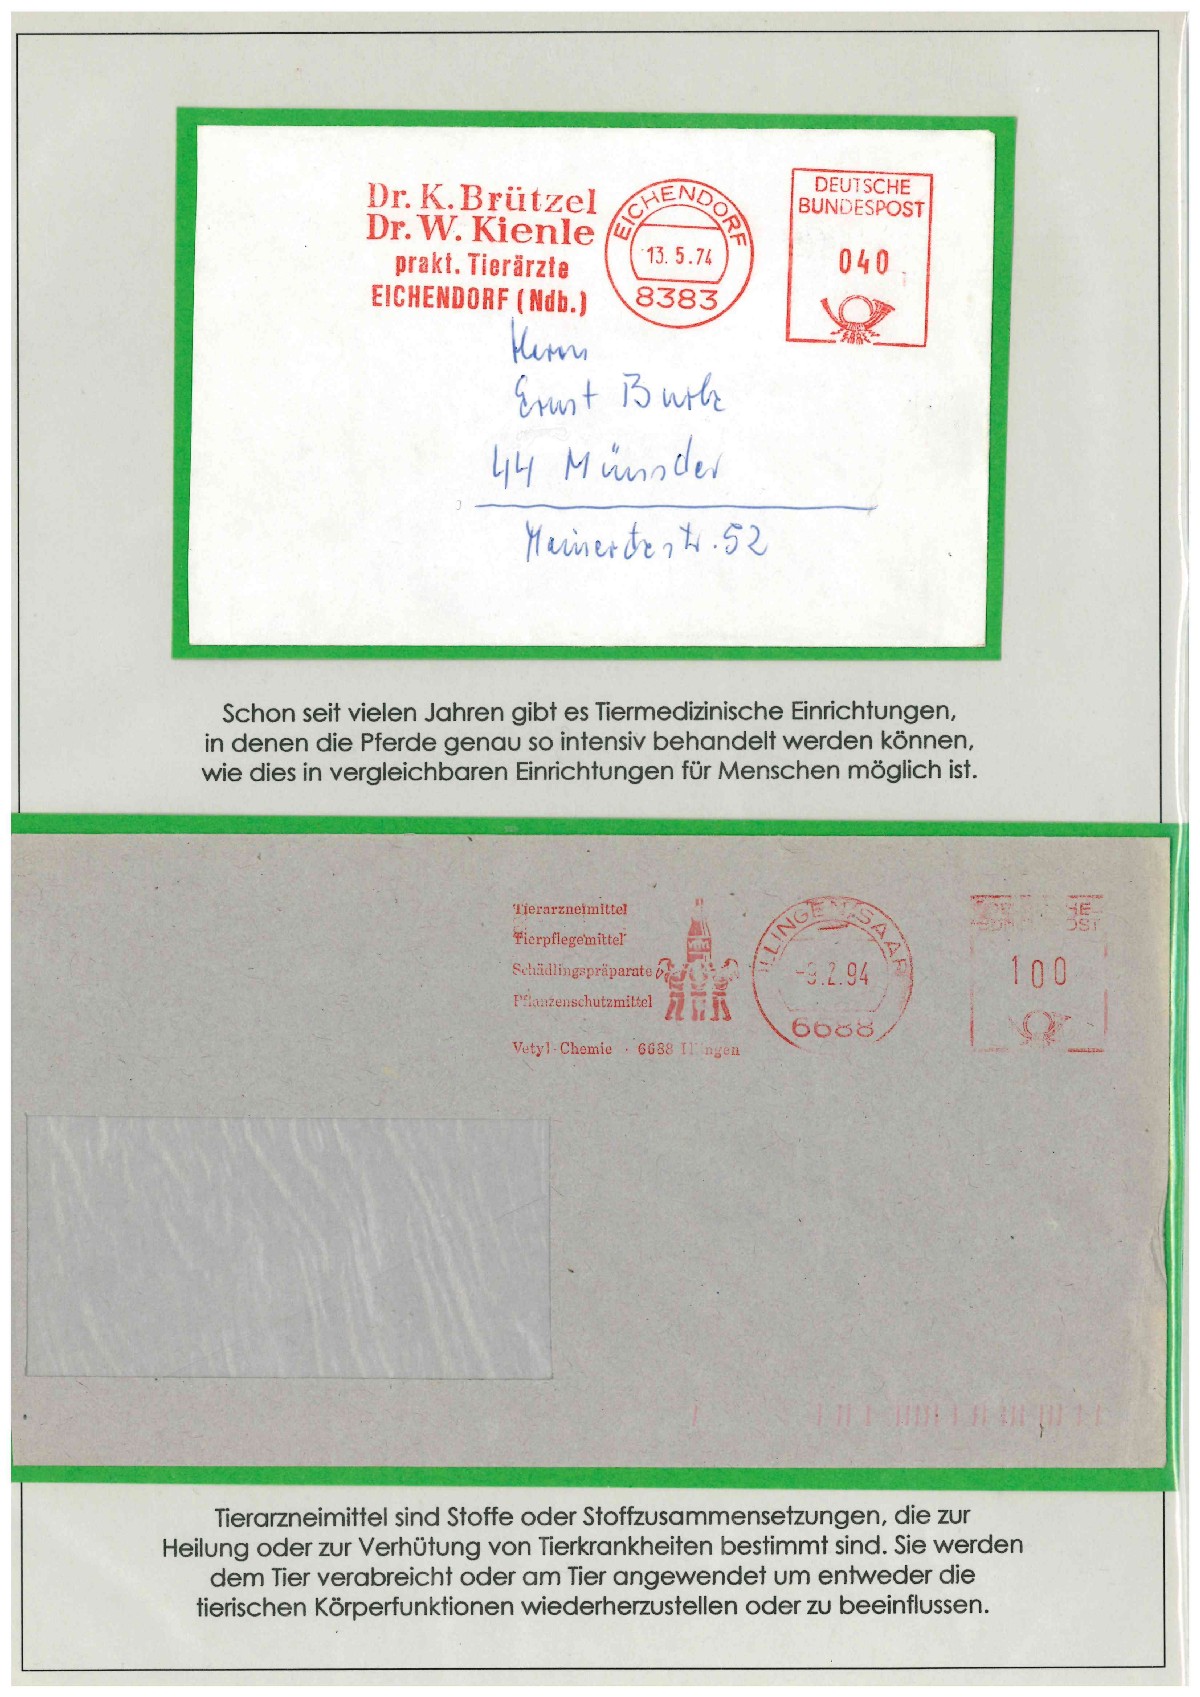 Dr. K. Brützel
Dr. W. Kienle
prakt. Tierärzte
EICHENDORF (Ndb.)
EICHENDORF
13. 5. 74
8383
DEUTSCHE
BUNDESPOST
040
Herrn
Ernst
44 Münster
52
Schon seit vielen Jahren gibt es Tiermedizinische Einrichtungen,
in denen die Pferde genau so intensiv behandelt werden können,
wie dies in vergleichbaren Einrichtungen für Menschen möglich ist.
Tierarzneimittel
Tierpflegemittel
Schädlingspräparate
Pflanzenschutzmittel
Vetyl-Chemie · 6688 Illingen
ILLINGEN/SAAR
-9.2.94
6688
100
Tierarzneimittel sind Stoffe oder Stoffzusammensetzungen, die zur
Heilung oder zur Verhütung von Tierkrankheiten bestimmt sind. Sie werden
dem Tier verabreicht oder am Tier angewendet um entweder die
tierischen Körperfunktionen wiederherzustellen oder zu beeinflussen.